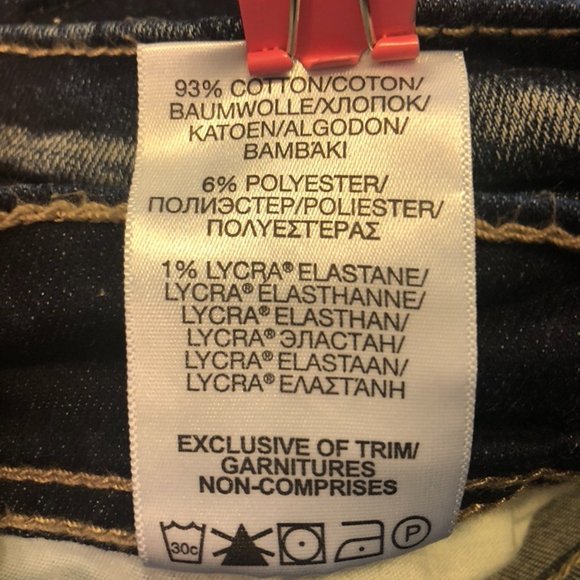 93% COTTON/COTON/
BAUMWOLLE/ХЛОПОК/
KATOEN/ALGODON/
BAMBAKI
6% POLYESTER/
ПОЛИЭСТЕР/POLIESTER/
ΠΟΛΥΕΣΤΕΡΑΣ
1% LYCRA® ELASTANE/
LYCRA® ELASTHANNE/
LYCRA® ELASTHAN/
LYCRA® ЭЛАСТАН/
LYCRA® ELASTAAN/
LYCRA® ΕΛΑΣΤΆΝΗ
EXCLUSIVE OF TRIM/
GARNITURES
NON-COMPRISES
30c P